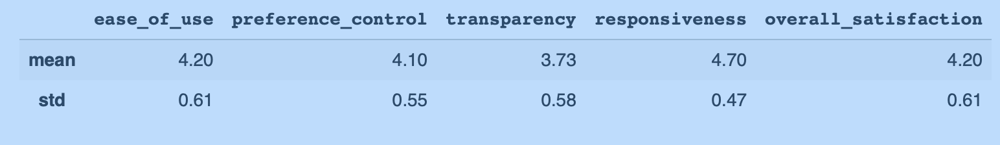 ease_of_use preference_control transparency responsiveness overall_satisfaction
mean 4.20 4.10 3.73 4.70 4.20
std 0.61 0.55 0.58 0.47 0.61